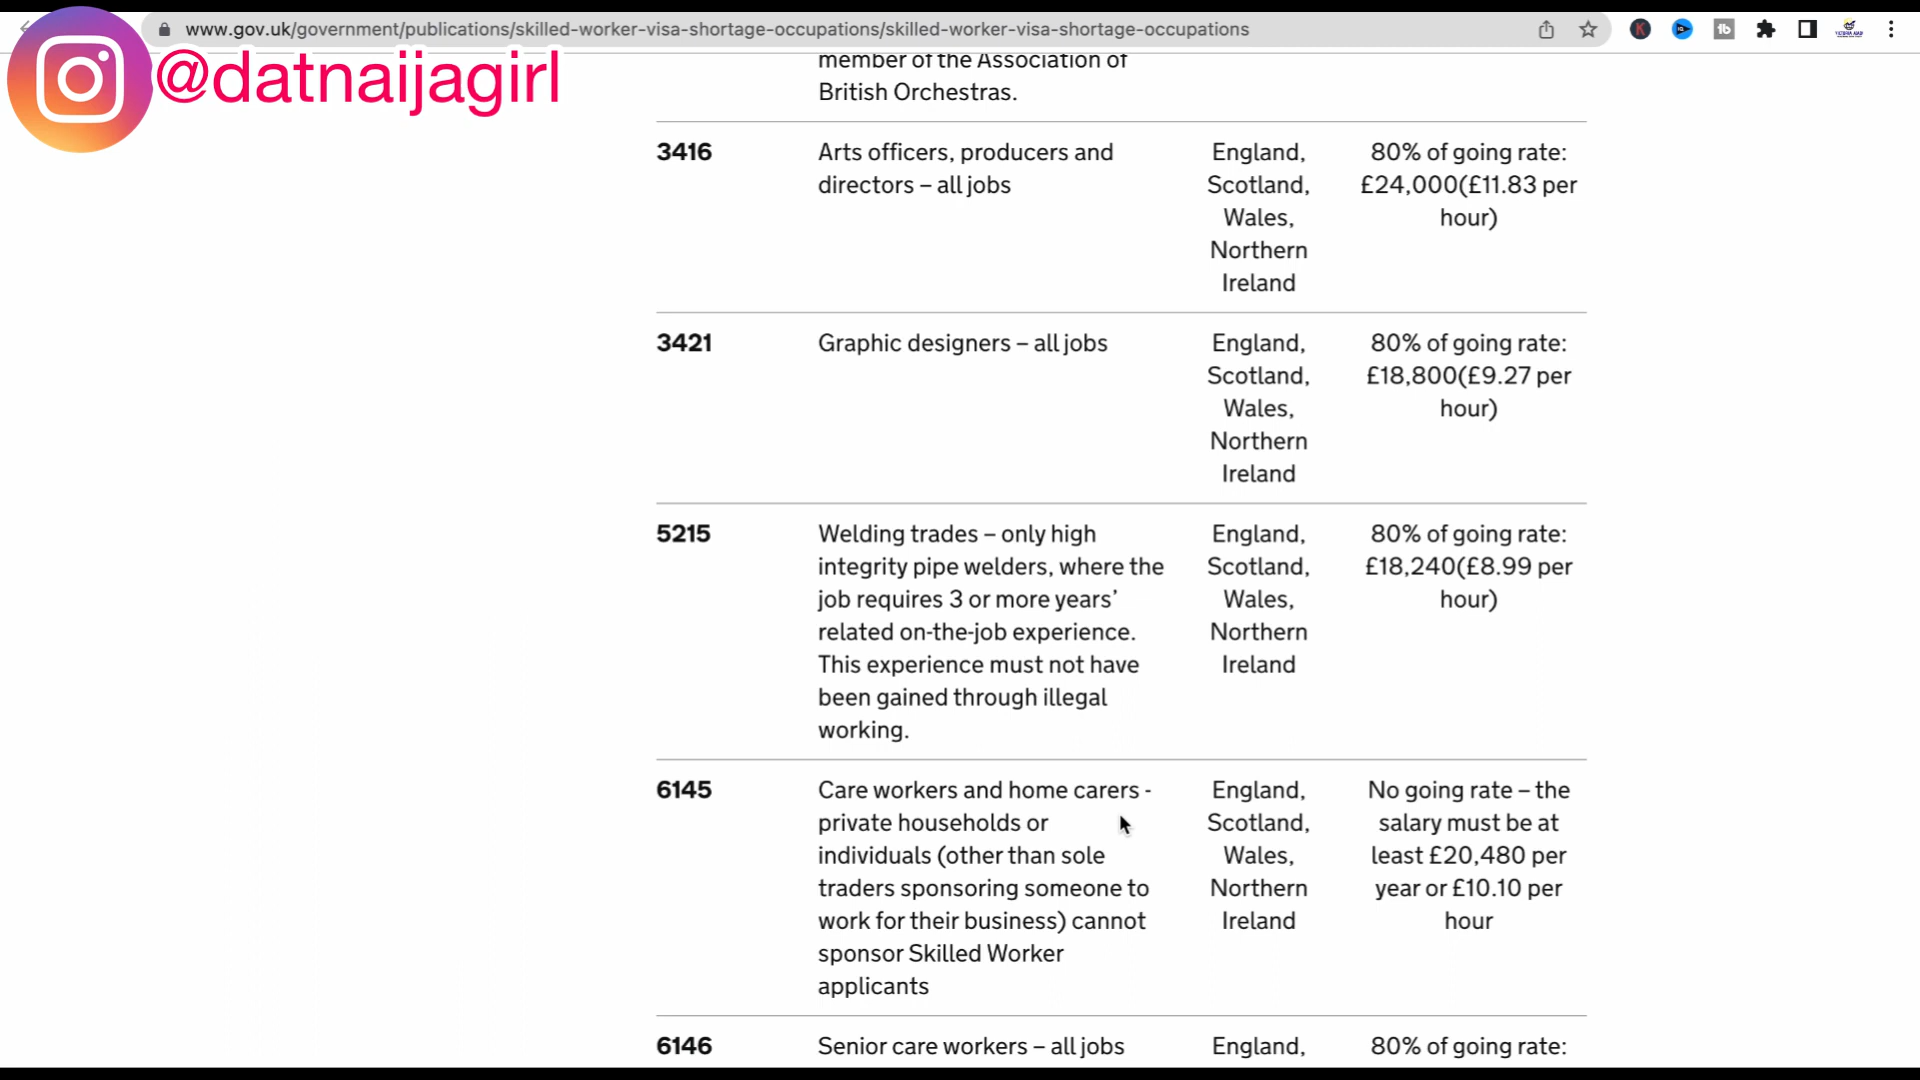 www.gov.uk/government/publications/skilled-worker-visa-shortage-occupations/skilled-worker-visa-shortage-occupations
@datnaijagirl
member of the Association of
British Orchestras.
3416
Arts officers, producers and
directors – all jobs
England,
Scotland,
Wales,
Northern
Ireland
80% of going rate:
£24,000(£11.83 per
hour)
3421
Graphic designers – all jobs
England,
Scotland,
Wales,
Northern
Ireland
80% of going rate:
£18,800(£9.27 per
hour)
5215
Welding trades – only high
integrity pipe welders, where the
job requires 3 or more years’
related on-the-job experience.
This experience must not have
been gained through illegal
working.
England,
Scotland,
Wales,
Northern
Ireland
80% of going rate:
£18,240(£8.99 per
hour)
6145
Care workers and home carers -
private households or
individuals (other than sole
traders sponsoring someone to
work for their business) cannot
sponsor Skilled Worker
applicants
England,
Scotland,
Wales,
Northern
Ireland
No going rate – the
salary must be at
least £20,480 per
year or £10.10 per
hour
6146
Senior care workers – all jobs
England,
80% of going rate: